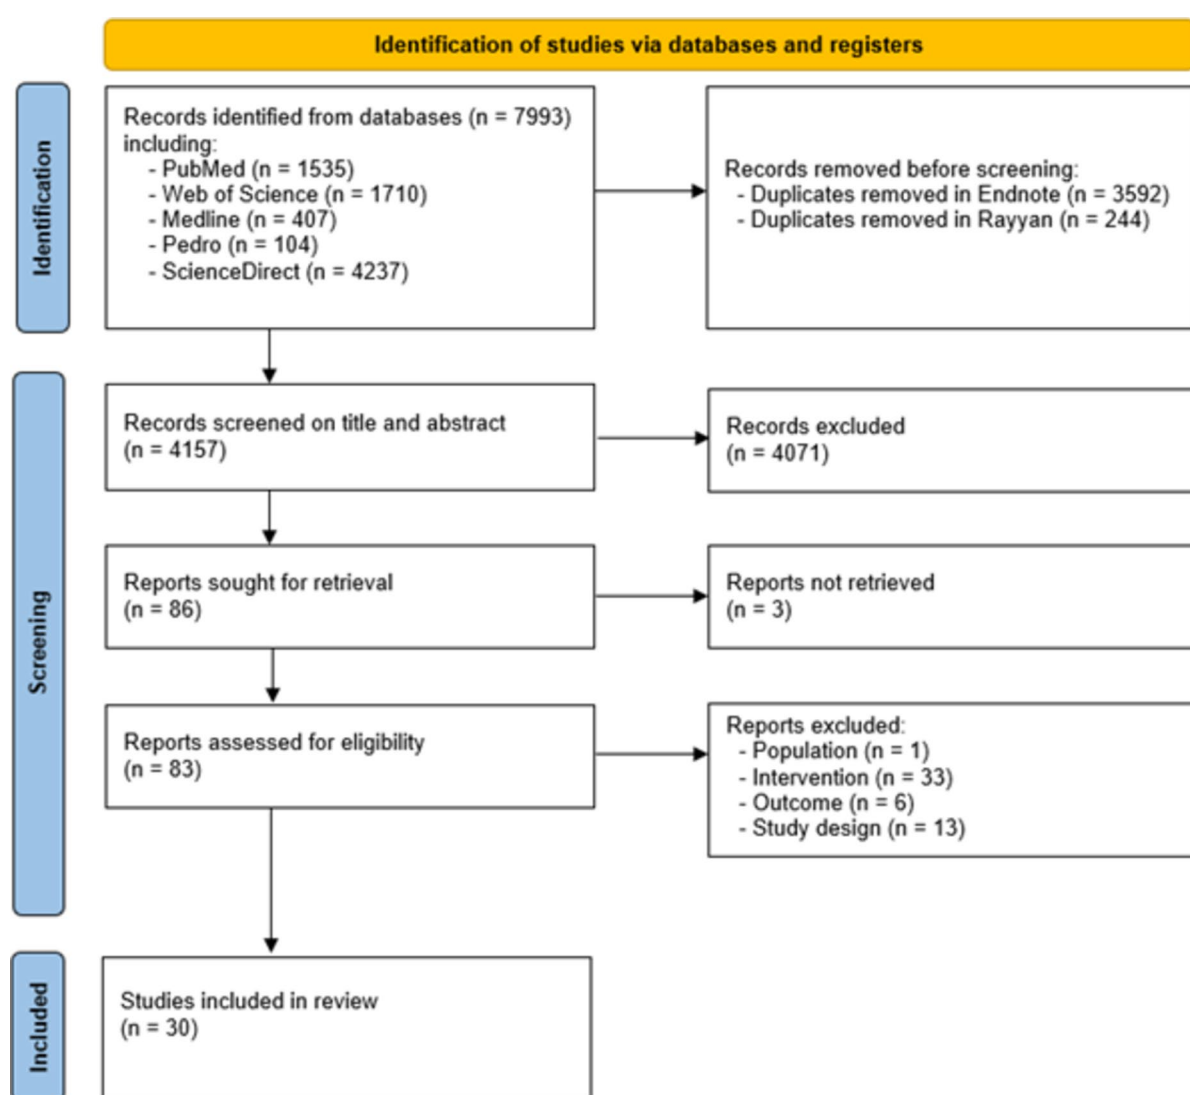 Identification of studies via databases and registers
Identification
Records identified from databases (n = 7993)
including:
- PubMed (n = 1535)
- Web of Science (n = 1710)
- Medline (n = 407)
- Pedro (n = 104)
- ScienceDirect (n = 4237)
Records removed before screening:
- Duplicates removed in Endnote (n = 3592)
- Duplicates removed in Rayyan (n = 244)
Screening
Records screened on title and abstract
(n = 4157)
Records excluded
(n = 4071)
Reports sought for retrieval
(n = 86)
Reports not retrieved
(n = 3)
Reports assessed for eligibility
(n = 83)
Reports excluded:
- Population (n = 1)
- Intervention (n = 33)
- Outcome (n = 6)
- Study design (n = 13)
Included
Studies included in review
(n = 30)